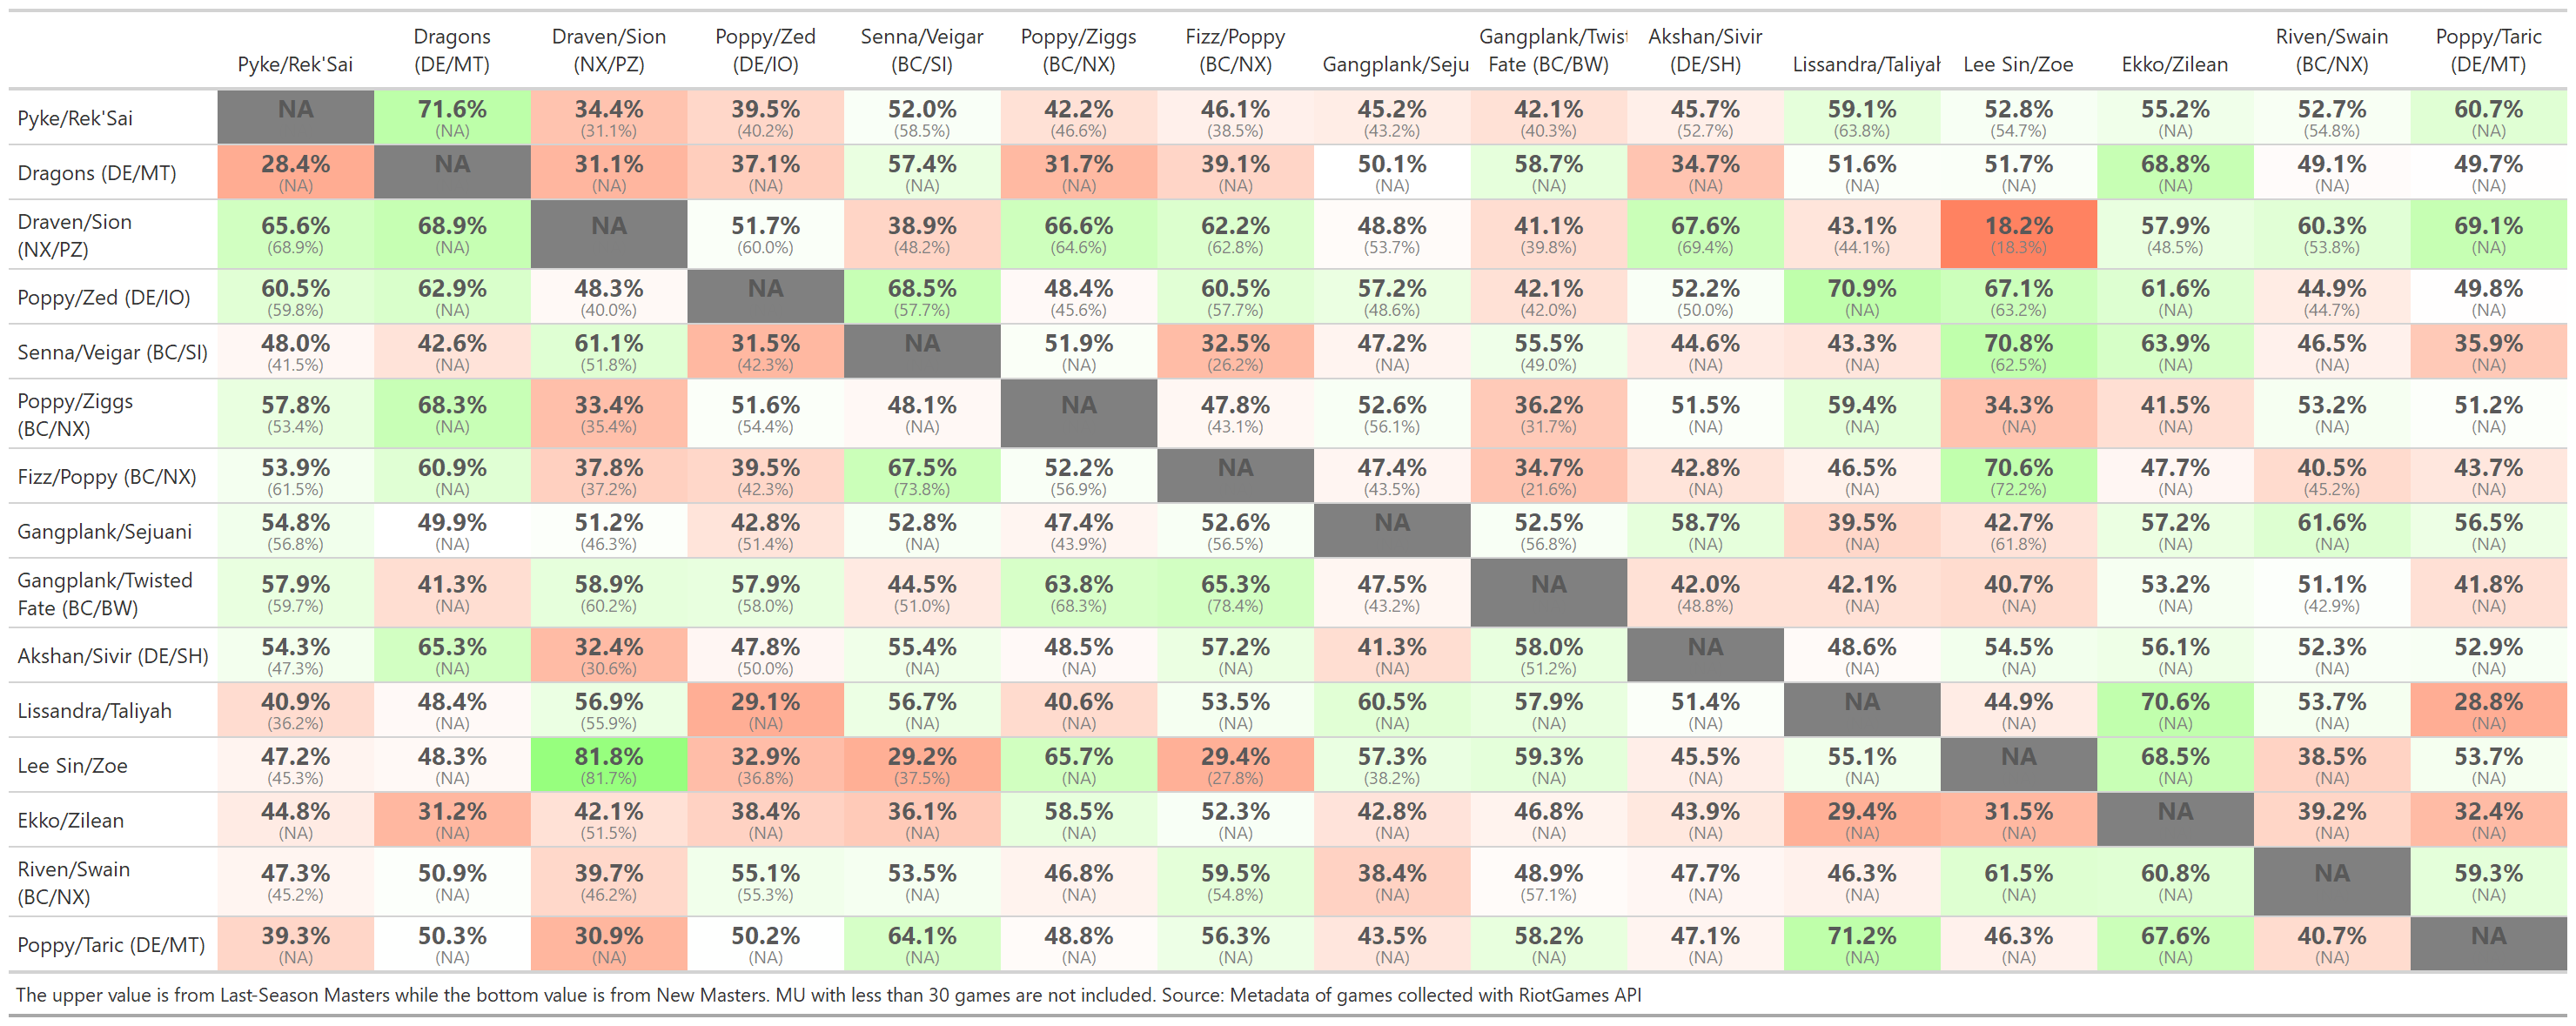 Pyke/Rek'Sai Dragons (DE/MT) Draven/Sion (NX/PZ) Poppy/Zed (DE/IO) Senna/Veigar (BC/SI) Poppy/Ziggs (BC/NX) Fizz/Poppy (BC/NX) Gangplank/Seju Gangplank/Twist Fate (BC/BW) Akshan/Sivir (DE/SH) Lissandra/Taliyah Lee Sin/Zoe Ekko/Zilean Riven/Swain (BC/NX) Poppy/Taric (DE/MT)
Pyke/Rek'Sai NA 71.6% 34.4% 39.5% 52.0% 42.2% 46.1% 45.2% 42.1% 45.7% 59.1% 52.8% 55.2% 52.7% 60.7%
(NA) (31.1%) (40.2%) (58.5%) (46.6%) (38.5%) (43.2%) (40.3%) (52.7%) (63.8%) (54.7%) (NA) (54.8%) (NA)
Dragons (DE/MT) 28.4% NA 31.1% 37.1% 57.4% 31.7% 39.1% 50.1% 58.7% 34.7% 51.6% 51.7% 68.8% 49.1% 49.7%
(NA) (NA) (NA) (NA) (NA) (NA) (NA) (NA) (NA) (NA) (NA) (NA) (NA) (NA)
Draven/Sion (NX/PZ) 65.6% 68.9% NA 51.7% 38.9% 66.6% 62.2% 48.8% 41.1% 67.6% 43.1% 18.2% 57.9% 60.3% 69.1%
(68.9%) (NA) (60.0%) (48.2%) (64.6%) (62.8%) (53.7%) (39.8%) (69.4%) (44.1%) (18.3%) (48.5%) (53.8%) (NA)
Poppy/Zed (DE/IO) 60.5% 62.9% 48.3% NA 68.5% 48.4% 60.5% 57.2% 42.1% 52.2% 70.9% 67.1% 61.6% 44.9% 49.8%
(59.8%) (NA) (40.0%) (57.7%) (45.6%) (57.7%) (48.6%) (42.0%) (50.0%) (NA) (63.2%) (NA) (44.7%) (NA)
Senna/Veigar (BC/SI) 48.0% 42.6% 61.1% 31.5% NA 51.9% 32.5% 47.2% 55.5% 44.6% 43.3% 70.8% 63.9% 46.5% 35.9%
(41.5%) (NA) (51.8%) (42.3%) (NA) (26.2%) (NA) (49.0%) (NA) (NA) (62.5%) (NA) (NA) (NA)
Poppy/Ziggs (BC/NX) 57.8% 68.3% 33.4% 51.6% 48.1% NA 47.8% 52.6% 36.2% 51.5% 59.4% 34.3% 41.5% 53.2% 51.2%
(53.4%) (NA) (35.4%) (54.4%) (NA) (43.1%) (56.1%) (31.7%) (NA) (NA) (NA) (NA) (NA) (NA)
Fizz/Poppy (BC/NX) 53.9% 60.9% 37.8% 39.5% 67.5% 52.2% NA 47.4% 34.7% 42.8% 46.5% 70.6% 47.7% 40.5% 43.7%
(61.5%) (NA) (37.2%) (42.3%) (73.8%) (56.9%) (43.5%) (21.6%) (NA) (NA) (72.2%) (NA) (45.2%) (NA)
Gangplank/Sejuani 54.8% 49.9% 51.2% 42.8% 52.8% 47.4% 52.6% NA 52.5% 58.7% 39.5% 42.7% 57.2% 61.6% 56.5%
(56.8%) (NA) (46.3%) (51.4%) (NA) (43.9%) (56.5%) (56.8%) (NA) (NA) (61.8%) (NA) (NA) (NA)
Gangplank/Twisted Fate (BC/BW) 57.9% 41.3% 58.9% 57.9% 44.5% 63.8% 65.3% 47.5% NA 42.0% 42.1% 40.7% 53.2% 51.1% 41.8%
(59.7%) (NA) (60.2%) (58.0%) (51.0%) (68.3%) (78.4%) (43.2%) (48.8%) (NA) (NA) (NA) (42.9%) (NA)
Akshan/Sivir (DE/SH) 54.3% 65.3% 32.4% 47.8% 55.4% 48.5% 57.2% 41.3% 58.0% NA 48.6% 54.5% 56.1% 52.3% 52.9%
(47.3%) (NA) (30.6%) (50.0%) (NA) (NA) (NA) (NA) (51.2%) (NA) (NA) (NA) (NA) (NA)
Lissandra/Taliyah 40.9% 48.4% 56.9% 29.1% 56.7% 40.6% 53.5% 60.5% 57.9% 51.4% NA 44.9% 70.6% 53.7% 28.8%
(36.2%) (NA) (55.9%) (NA) (NA) (NA) (NA) (NA) (NA) (NA) (NA) (NA) (NA) (NA)
Lee Sin/Zoe 47.2% 48.3% 81.8% 32.9% 29.2% 65.7% 29.4% 57.3% 59.3% 45.5% 55.1% NA 68.5% 38.5% 53.7%
(45.3%) (NA) (81.7%) (36.8%) (37.5%) (NA) (27.8%) (38.2%) (NA) (NA) (NA) (NA) (NA) (NA)
Ekko/Zilean 44.8% 31.2% 42.1% 38.4% 36.1% 58.5% 52.3% 42.8% 46.8% 43.9% 29.4% 31.5% NA 39.2% 32.4%
(NA) (NA) (51.5%) (NA) (NA) (NA) (NA) (NA) (NA) (NA) (NA) (NA) (NA) (NA)
Riven/Swain (BC/NX) 47.3% 50.9% 39.7% 55.1% 53.5% 46.8% 59.5% 38.4% 48.9% 47.7% 46.3% 61.5% 60.8% NA 59.3%
(45.2%) (NA) (46.2%) (55.3%) (NA) (NA) (54.8%) (NA) (57.1%) (NA) (NA) (NA) (NA) (NA)
Poppy/Taric (DE/MT) 39.3% 50.3% 30.9% 50.2% 64.1% 48.8% 56.3% 43.5% 58.2% 47.1% 71.2% 46.3% 67.6% 40.7% NA
(NA) (NA) (NA) (NA) (NA) (NA) (NA) (NA) (NA) (NA) (NA) (NA) (NA) (NA)
The upper value is from Last-Season Masters while the bottom value is from New Masters. MU with less than 30 games are not included. Source: Metadata of games collected with RiotGames API